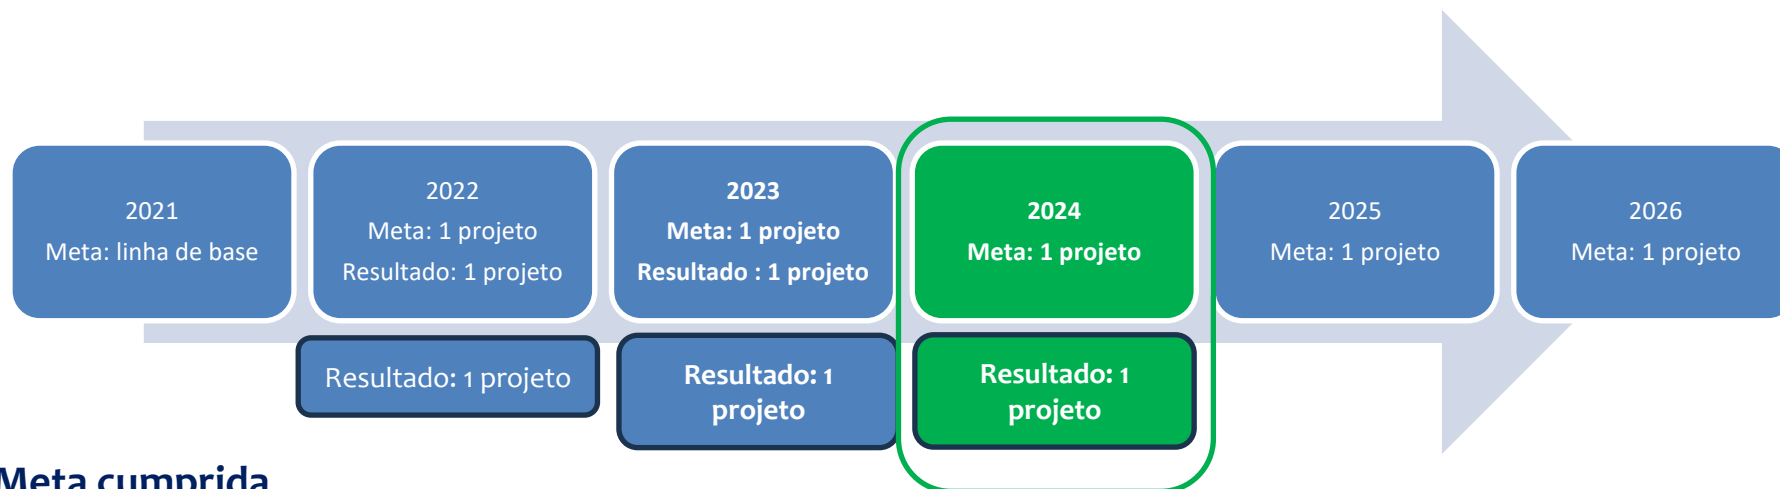 2021
Meta: linha de base
2022
Meta: 1 projeto
Resultado: 1 projeto
2023
Meta: 1 projeto
Resultado : 1 projeto
2024
Meta: 1 projeto
2025
Meta: 1 projeto
2026
Meta: 1 projeto
Resultado: 1 projeto
Resultado: 1
projeto
Resultado: 1
projeto
Meta cumprida